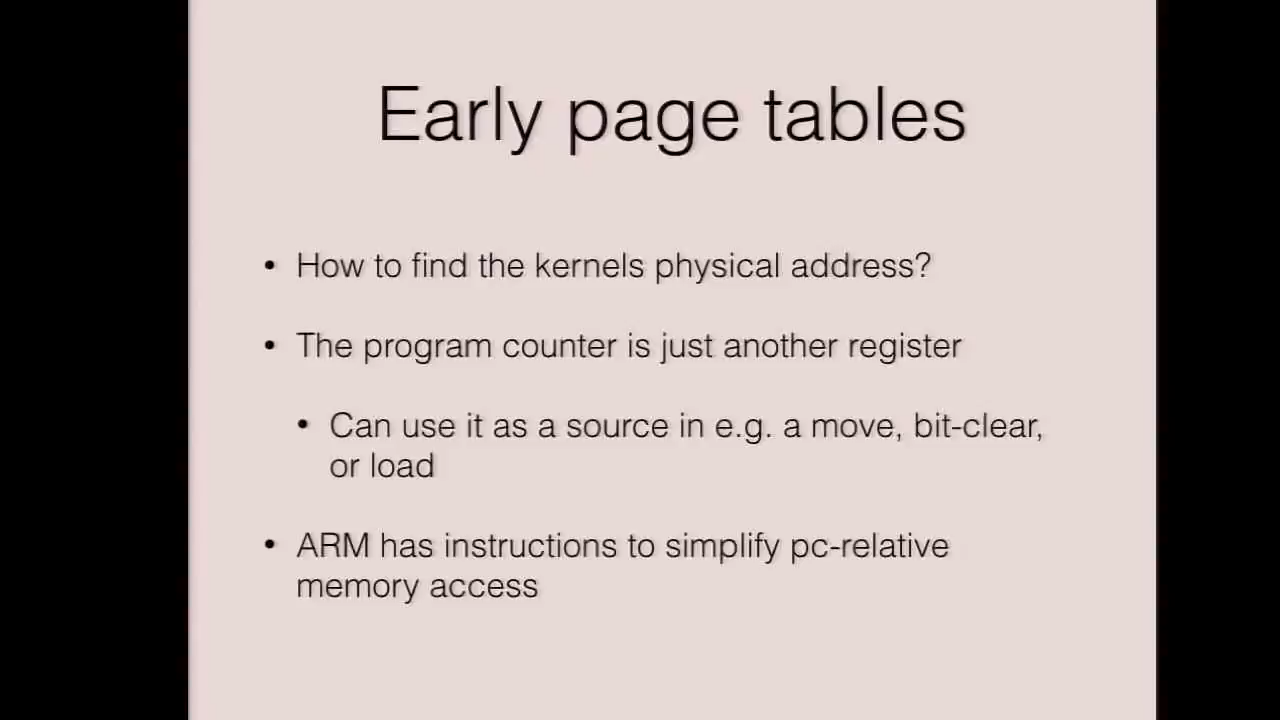 Early page tables
• How to find the kernels physical address?
• The program counter is just another register
• Can use it as a source in e.g. a move, bit-clear,
or load
• ARM has instructions to simplify pc-relative
memory access